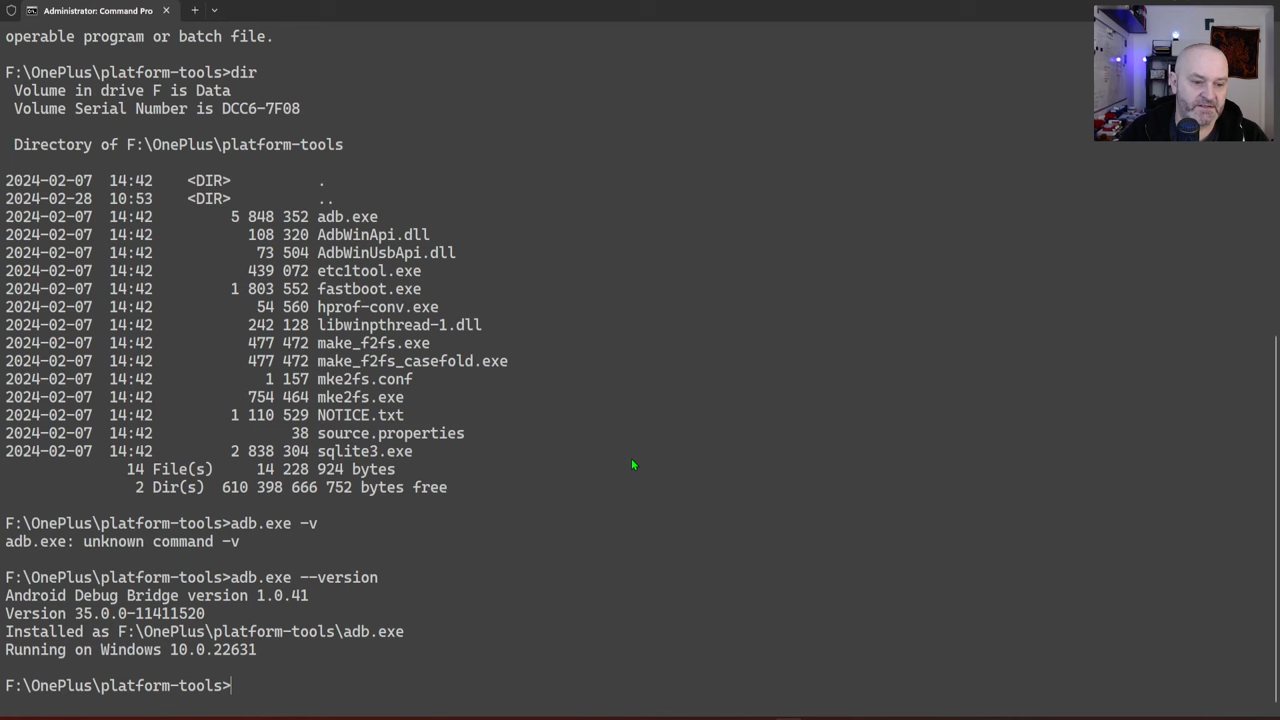 Administrator: Command Pro
operable program or batch file.
F:\OnePlus\platform-tools>dir
 Volume in drive F is Data
 Volume Serial Number is DCC6-7F08
 Directory of F:\OnePlus\platform-tools
2024-02-07  14:42    <DIR>          .
2024-02-28  10:53    <DIR>          ..
2024-02-07  14:42         5 848 352 adb.exe
2024-02-07  14:42           108 320 AdbWinApi.dll
2024-02-07  14:42            73 504 AdbWinUsbApi.dll
2024-02-07  14:42           439 072 etc1tool.exe
2024-02-07  14:42         1 803 552 fastboot.exe
2024-02-07  14:42            54 560 hprof-conv.exe
2024-02-07  14:42           242 128 libwinpthread-1.dll
2024-02-07  14:42           477 472 make_f2fs.exe
2024-02-07  14:42           477 472 make_f2fs_casefold.exe
2024-02-07  14:42             1 157 mke2fs.conf
2024-02-07  14:42           754 464 mke2fs.exe
2024-02-07  14:42         1 110 529 NOTICE.txt
2024-02-07  14:42                38 source.properties
2024-02-07  14:42         2 838 304 sqlite3.exe
              14 File(s)     14 228 924 bytes
               2 Dir(s)  610 398 666 752 bytes free
F:\OnePlus\platform-tools>adb.exe -v
adb.exe: unknown command -v
F:\OnePlus\platform-tools>adb.exe --version
Android Debug Bridge version 1.0.41
Version 35.0.0-11411520
Installed as F:\OnePlus\platform-tools\adb.exe
Running on Windows 10.0.22631
F:\OnePlus\platform-tools>